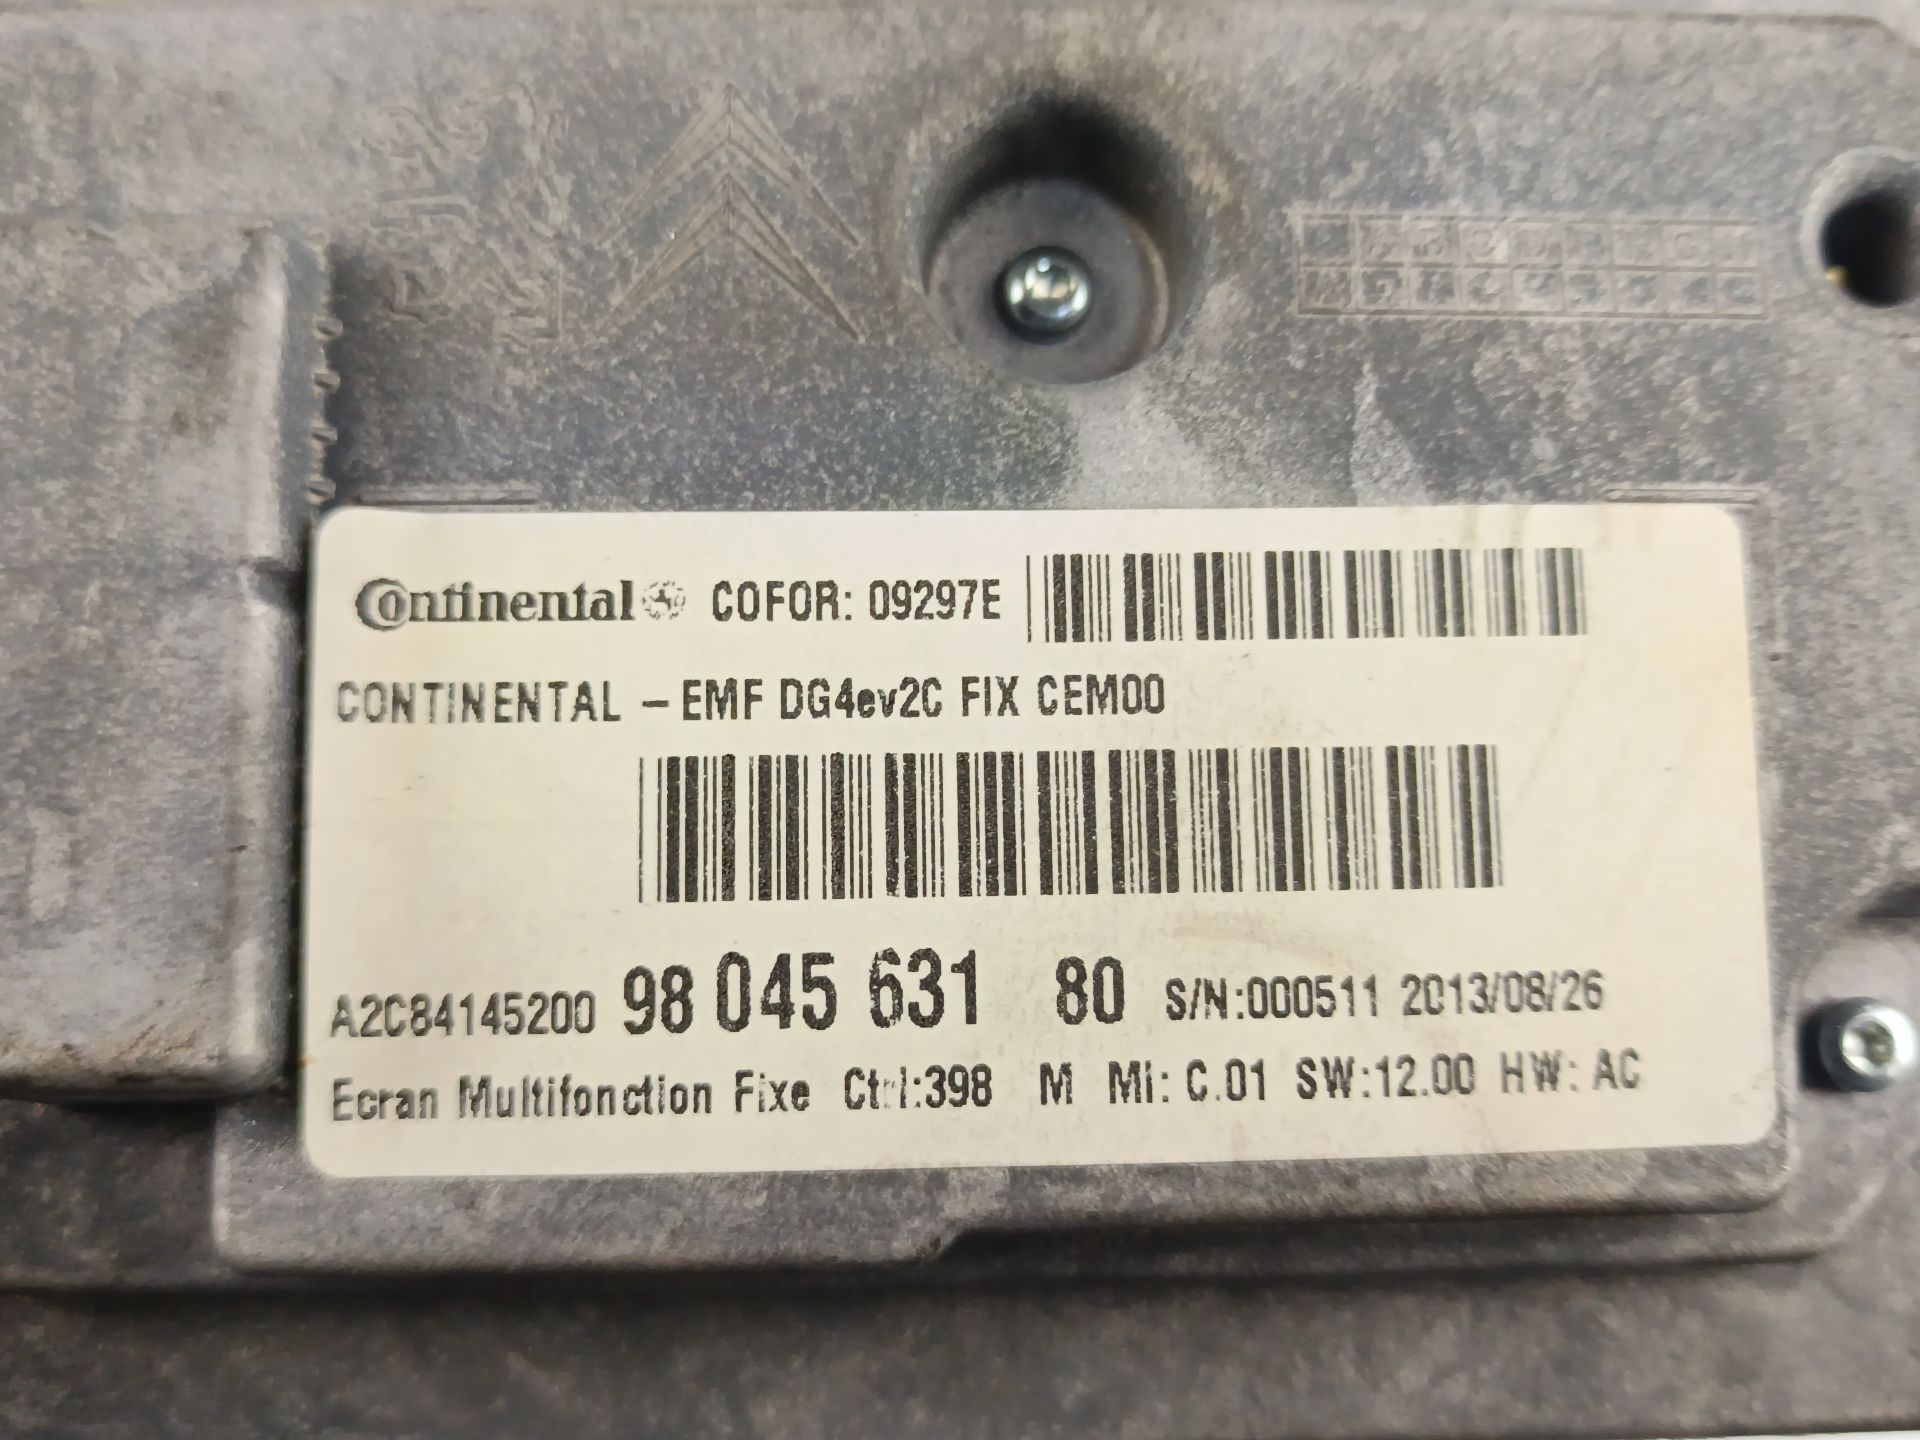 Continental COFOR: 09297E
CONTINENTAL - EMF DG4ev2C FIX CEM00
A2C84145200 98 045 631 80 S/N:000511 2013/08/26
Ecran Multifonction Fixe Ctrl:398 M MI: C.01 SW:12.00 HW: AC